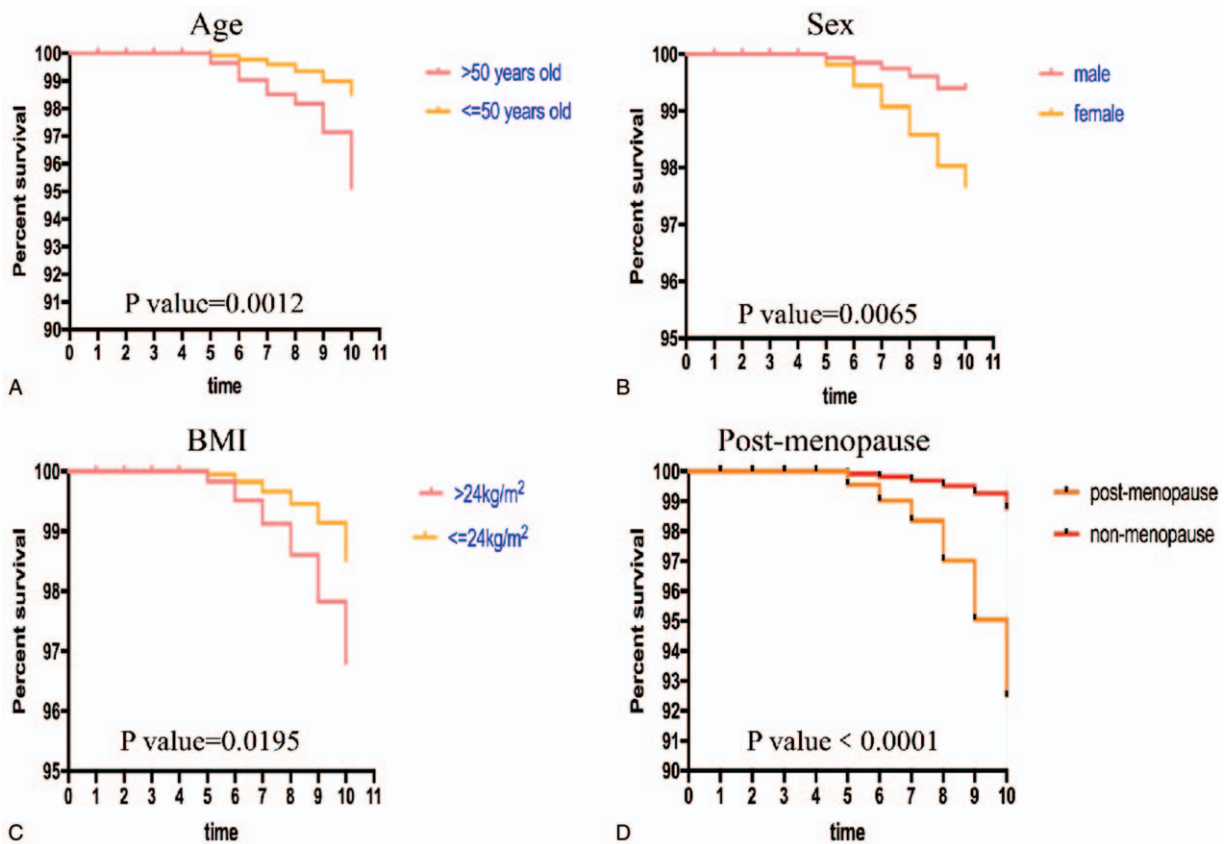 Age
100
99
98
97
96
95
94
93
92
91
90
Percent survival
>50 years old
<=50 years old
P value=0.0012
0 1 2 3 4 5 6 7 8 9 10 11
time
A
Sex
100
99
98
97
96
95
Percent survival
male
female
P value=0.0065
0 1 2 3 4 5 6 7 8 9 10 11
time
B
BMI
100
99
98
97
96
95
Percent survival
>24kg/m²
<=24kg/m²
P value=0.0195
0 1 2 3 4 5 6 7 8 9 10 11
time
C
Post-menopause
100
99
98
97
96
95
94
93
92
91
90
Percent survival
post-menopause
non-menopause
P value < 0.0001
0 1 2 3 4 5 6 7 8 9 10
time
D